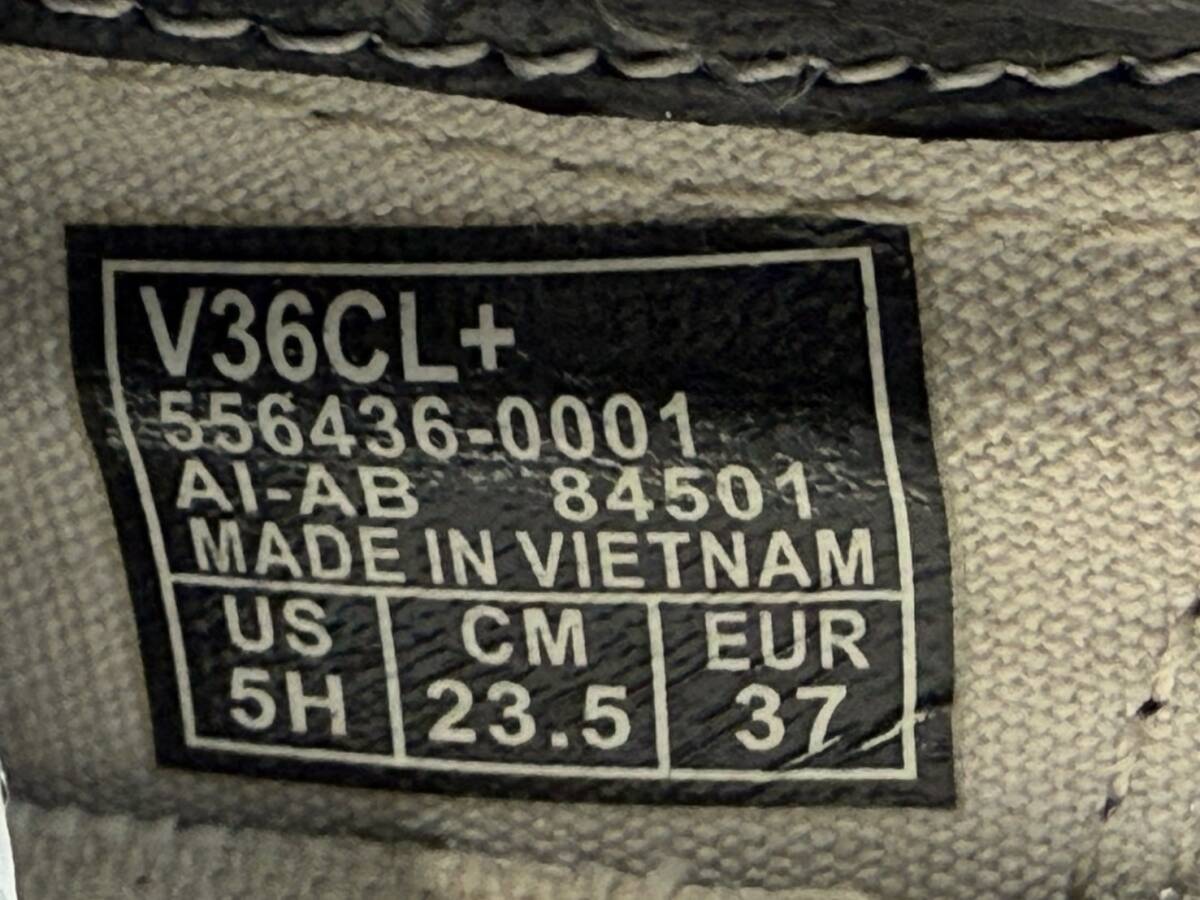 V36CL+
556436-0001
AI-AB 84501
MADE IN VIETNAM
US CM EUR
5H 23.5 37